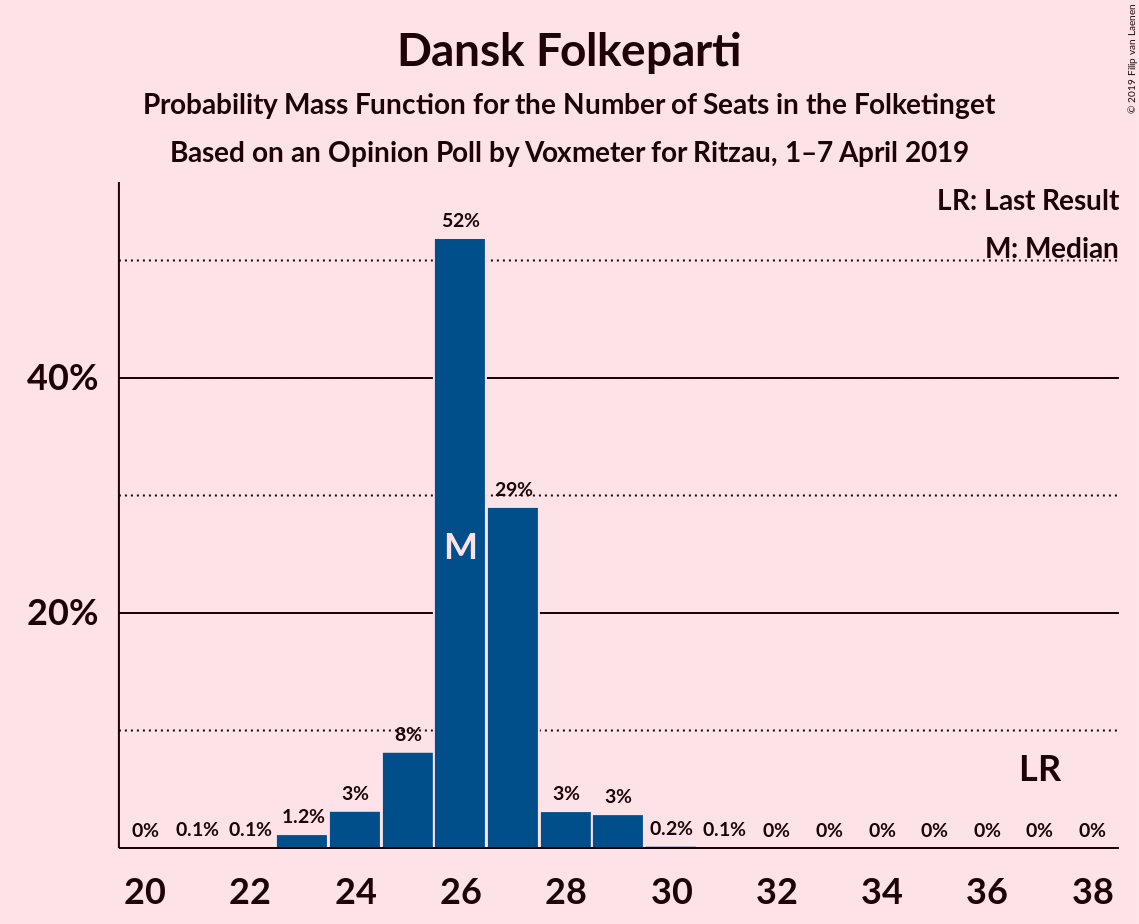 Dansk Folkeparti
Probability Mass Function for the Number of Seats in the Folketinget
Based on an Opinion Poll by Voxmeter for Ritzau, 1–7 April 2019
© 2019 Filip van Laenen
LR: Last Result
M: Median
52%
40%
29%
M
20%
8%
LR
0% 0.1% 0.1% 1.2% 3% 3% 3% 0.2% 0.1% 0% 0% 0% 0% 0% 0% 0%
20 22 24 26 28 30 32 34 36 38